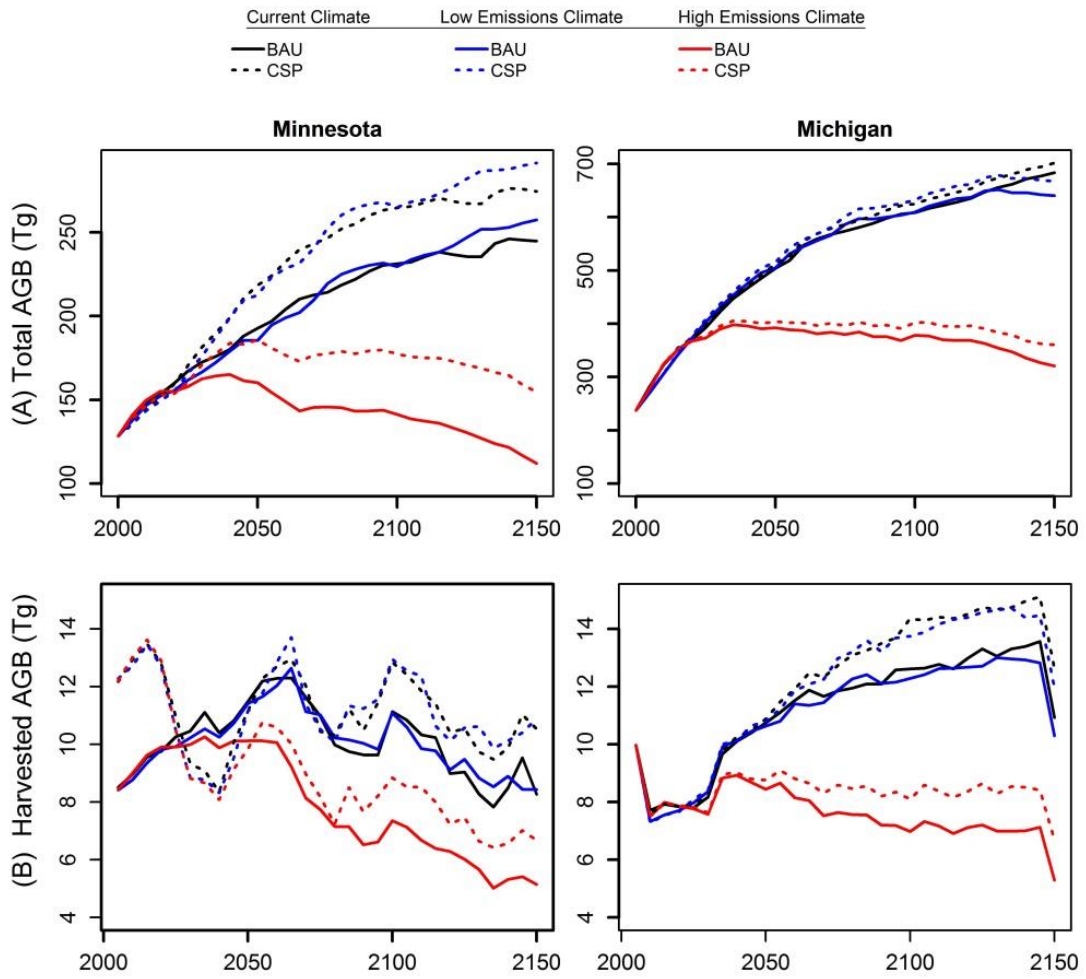 Current Climate Low Emissions Climate High Emissions Climate
BAU BAU BAU
CSP CSP CSP
Minnesota Michigan
(A) Total AGB (Tg)
250
200
150
100
2000 2050 2100 2150
700
500
300
100
2000 2050 2100 2150
(B) Harvested AGB (Tg)
14
12
10
8
6
4
2000 2050 2100 2150
14
12
10
8
6
4
2000 2050 2100 2150